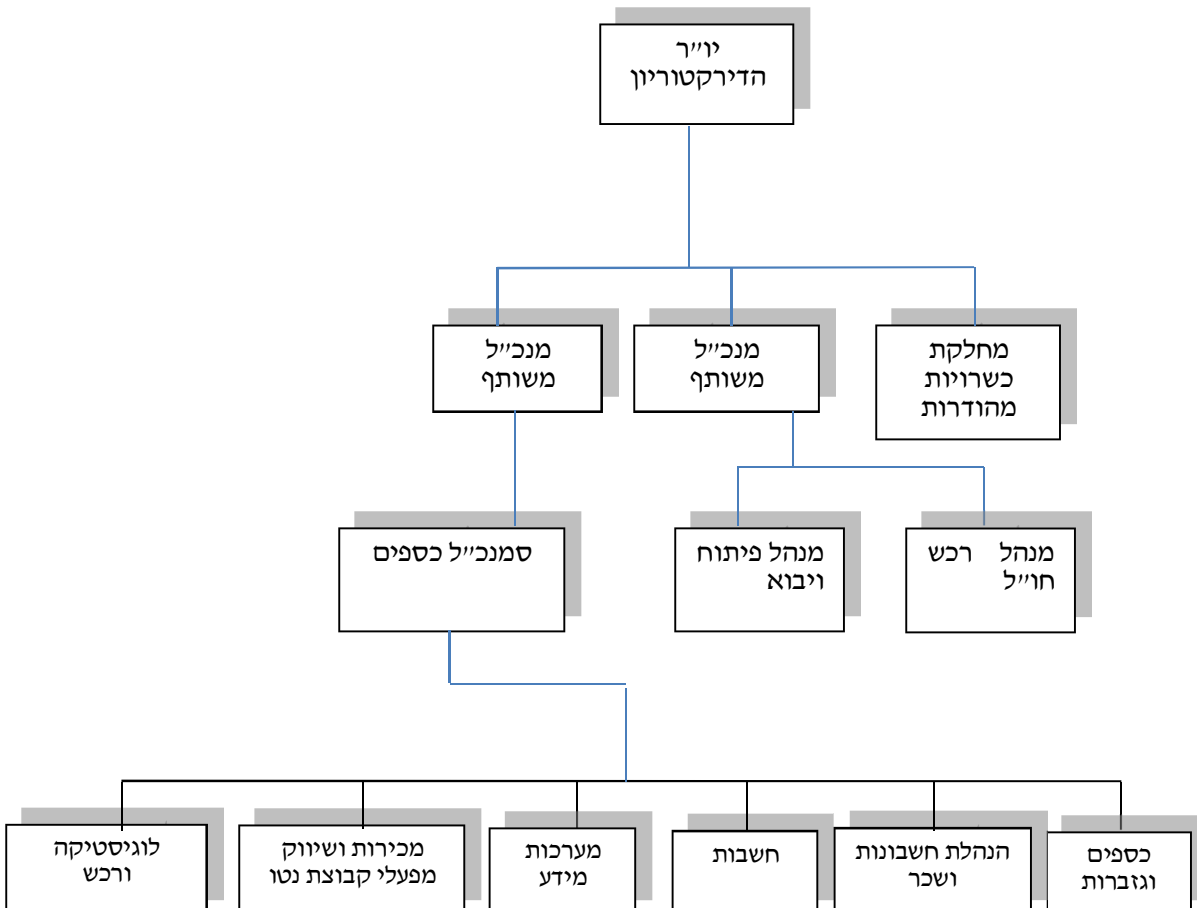 יו״ר
הדירקטוריון
מחלקת
כשרויות
מהודרות
מנכ״ל
משותף
מנכ״ל
משותף
מנהל רכש
חו״ל
מנהל פיתוח
ויבוא
סמנכ״ל כספים
כספים
וגזברות
הנהלת חשבונות
ושכר
חשבות
מערכות
מידע
מכירות ושיווק
מפעלי קבוצת נטו
לוגיסטיקה
ורכש